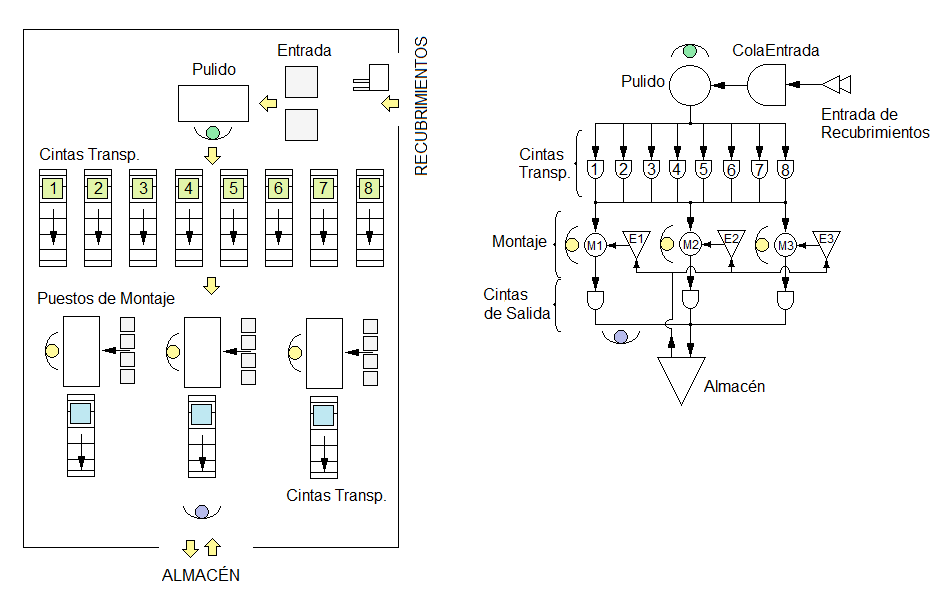 Entrada
Pulido
RECUBRIMIENTOS
Cintas Transp.
1 2 3 4 5 6 7 8
Puestos de Montaje
Cintas Transp.
ALMACÉN
ColaEntrada
Pulido
Entrada de
Recubrimientos
Cintas
Transp.
1 2 3 4 5 6 7 8
Montaje
M1 E1 M2 E2 M3 E3
Cintas
de Salida
Almacén